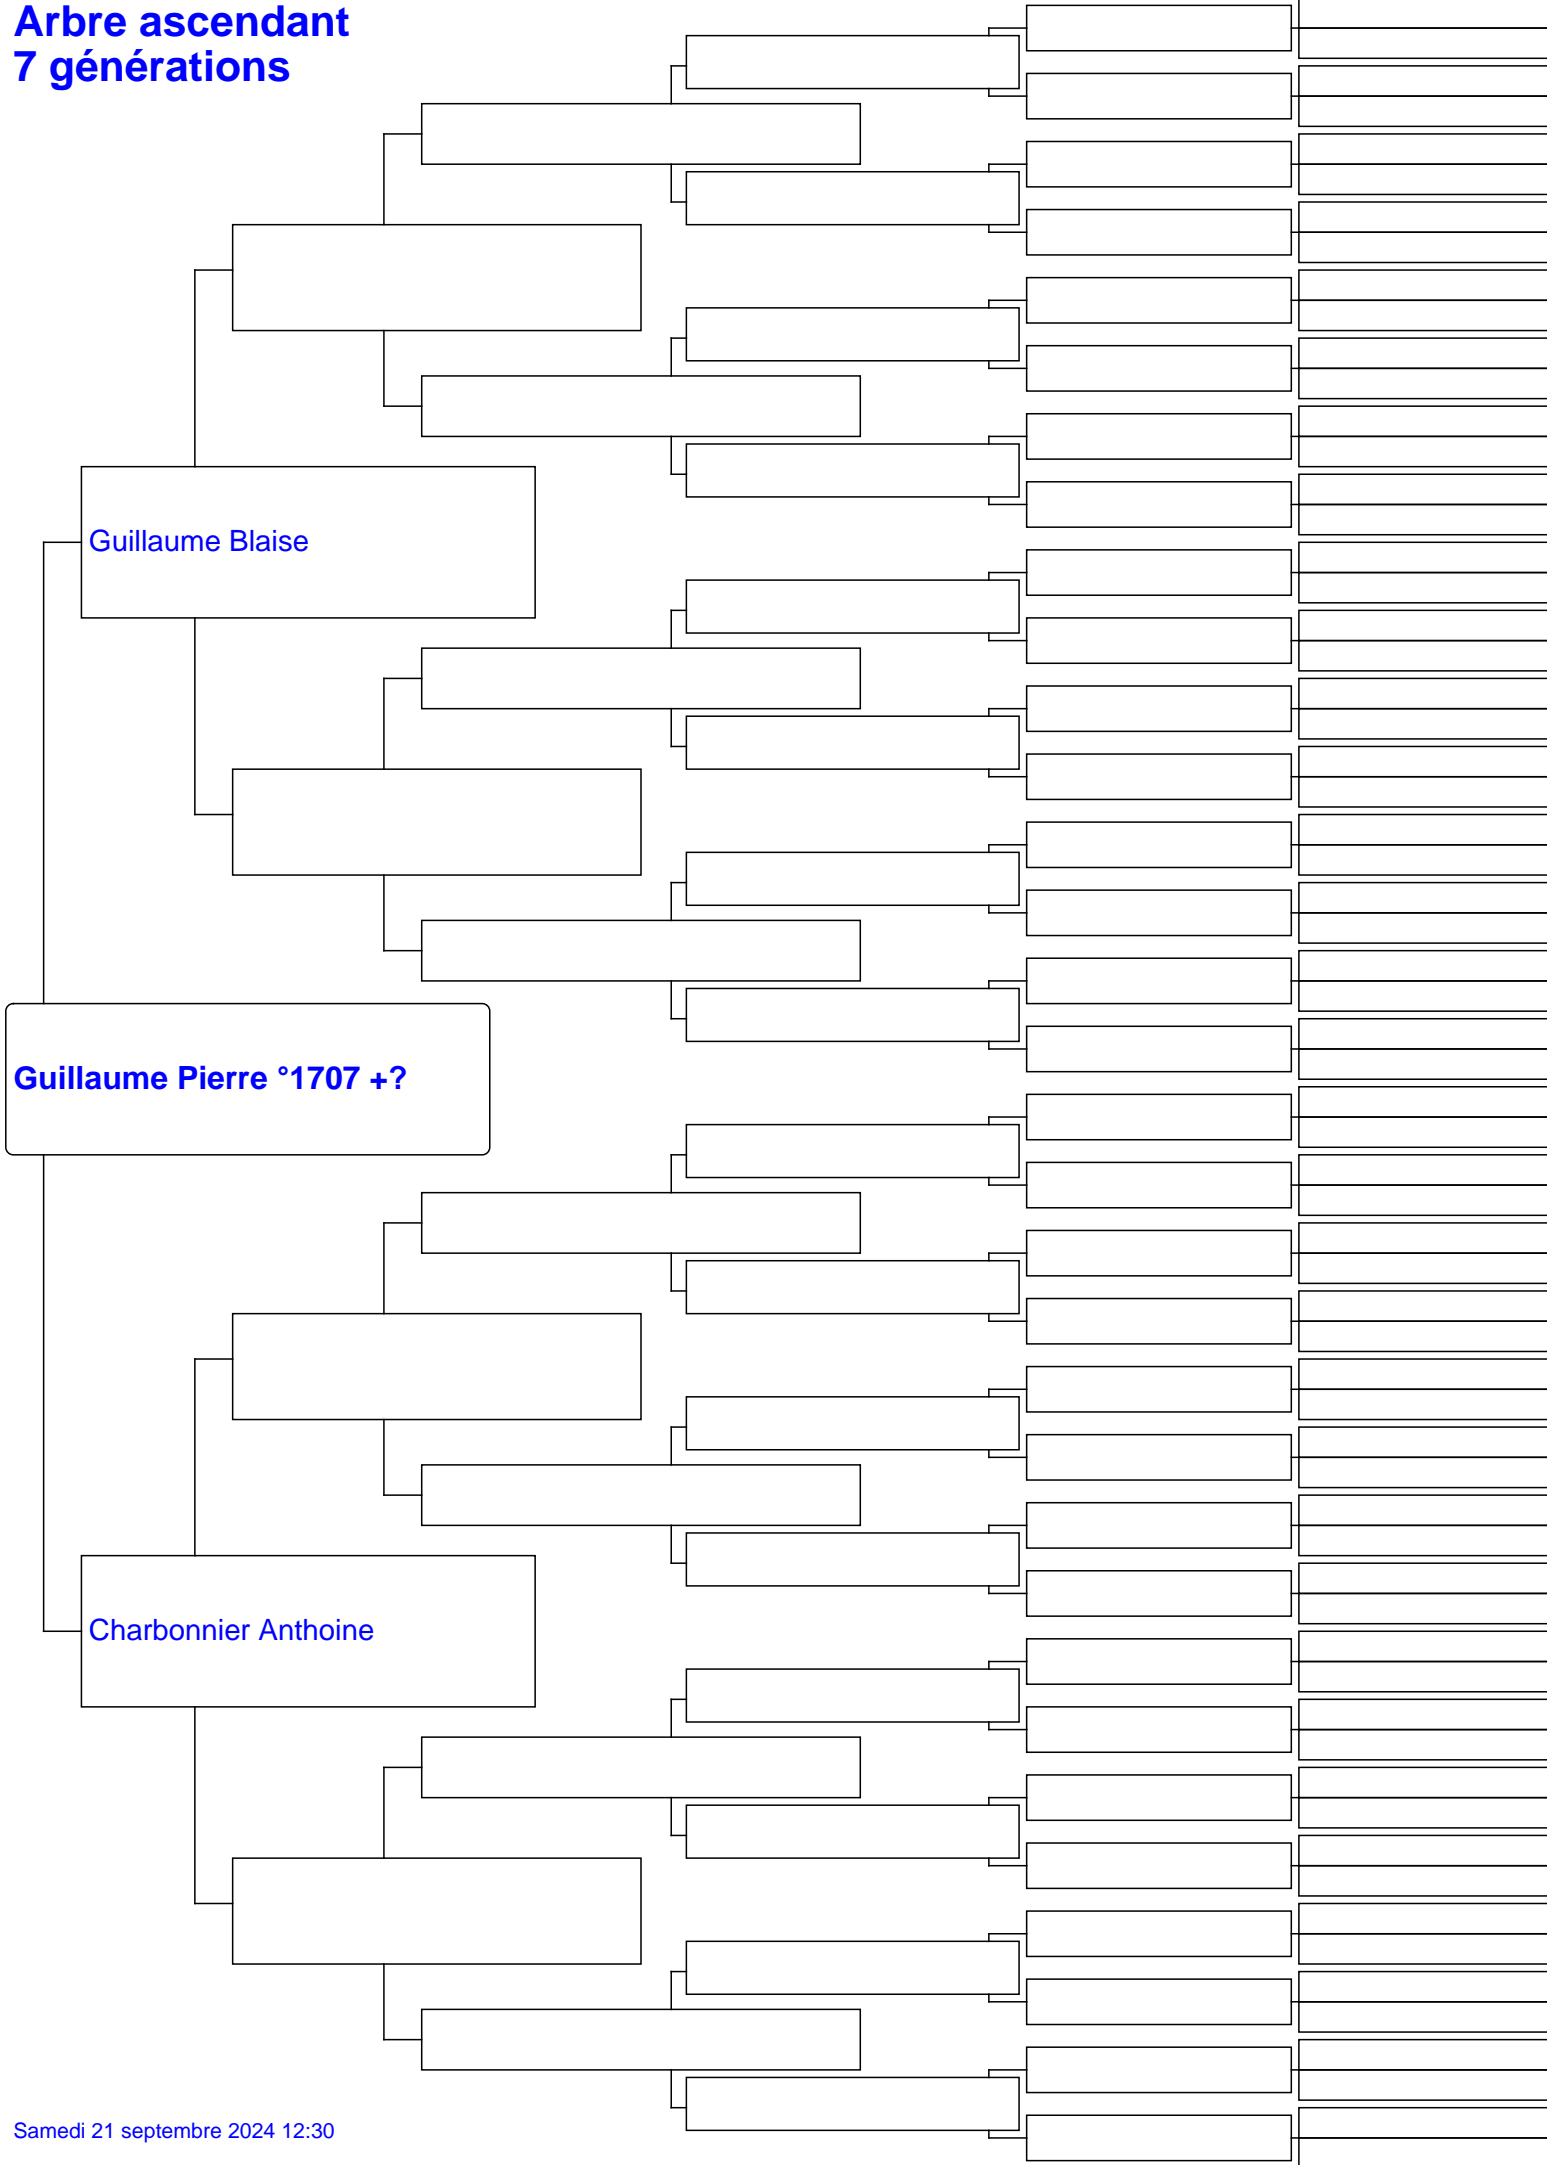 Arbre ascendant
7 générations
Guillaume Blaise
Guillaume Pierre °1707 +?
Charbonnier Anthoine
Samedi 21 septembre 2024 12:30